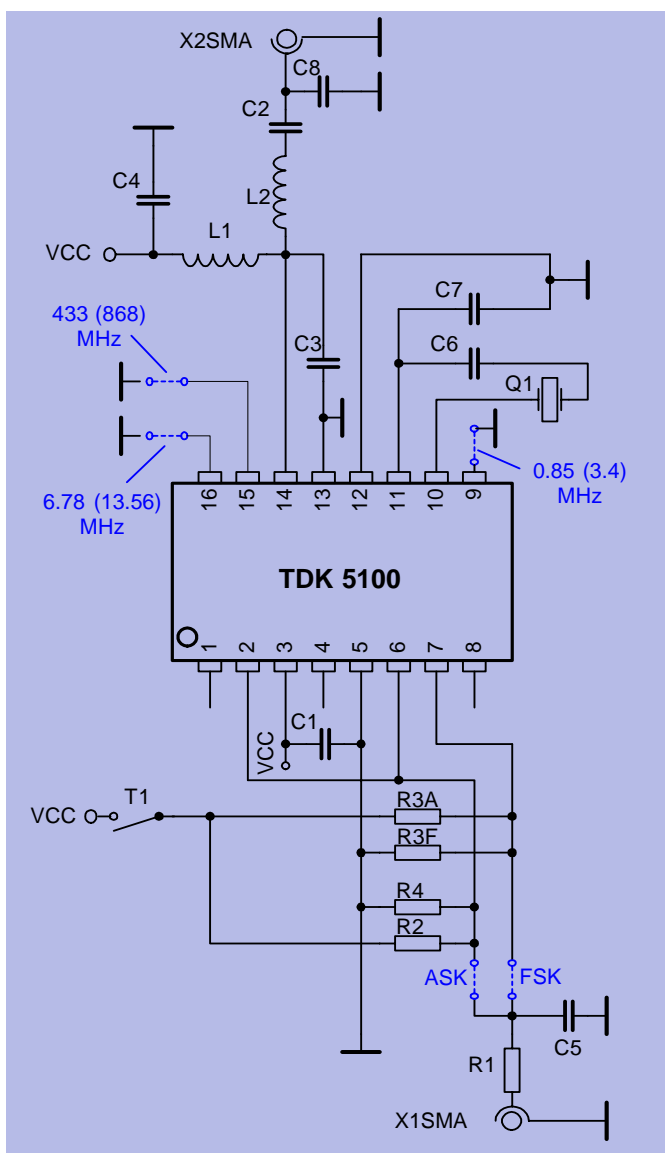 X2SMA
C8
C2
C4
L2
L1
VCC
433 (868)
MHz
C7
C3
C6
Q1
6.78 (13.56)
MHz
0.85 (3.4)
MHz
16 15 14 13 12 11 10 9
TDK 5100
1 2 3 4 5 6 7 8
C1
VCC
T1
VCC
R3A
R3F
R4
R2
ASK
FSK
C5
R1
X1SMA